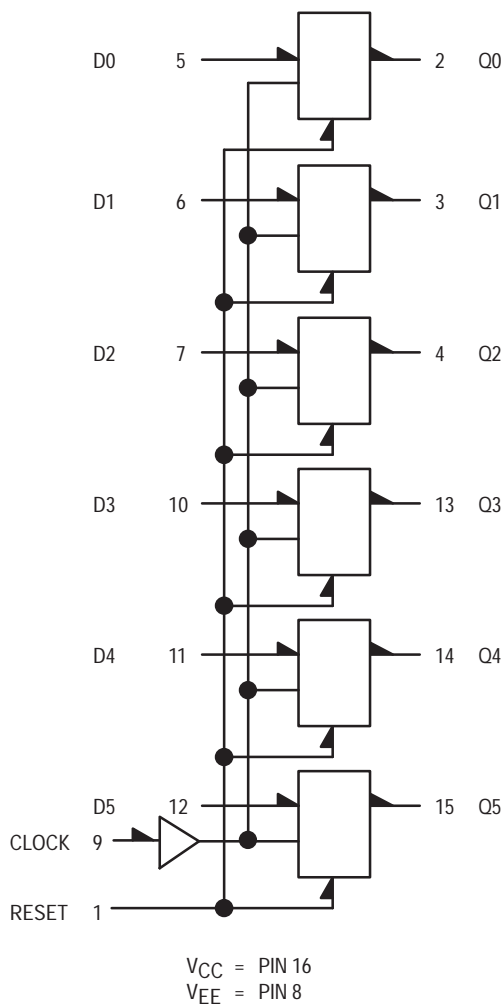 D0 5 2 Q0
D1 6 3 Q1
D2 7 4 Q2
D3 10 13 Q3
D4 11 14 Q4
D5 12 15 Q5
CLOCK 9
RESET 1
VCC = PIN 16
VEE = PIN 8